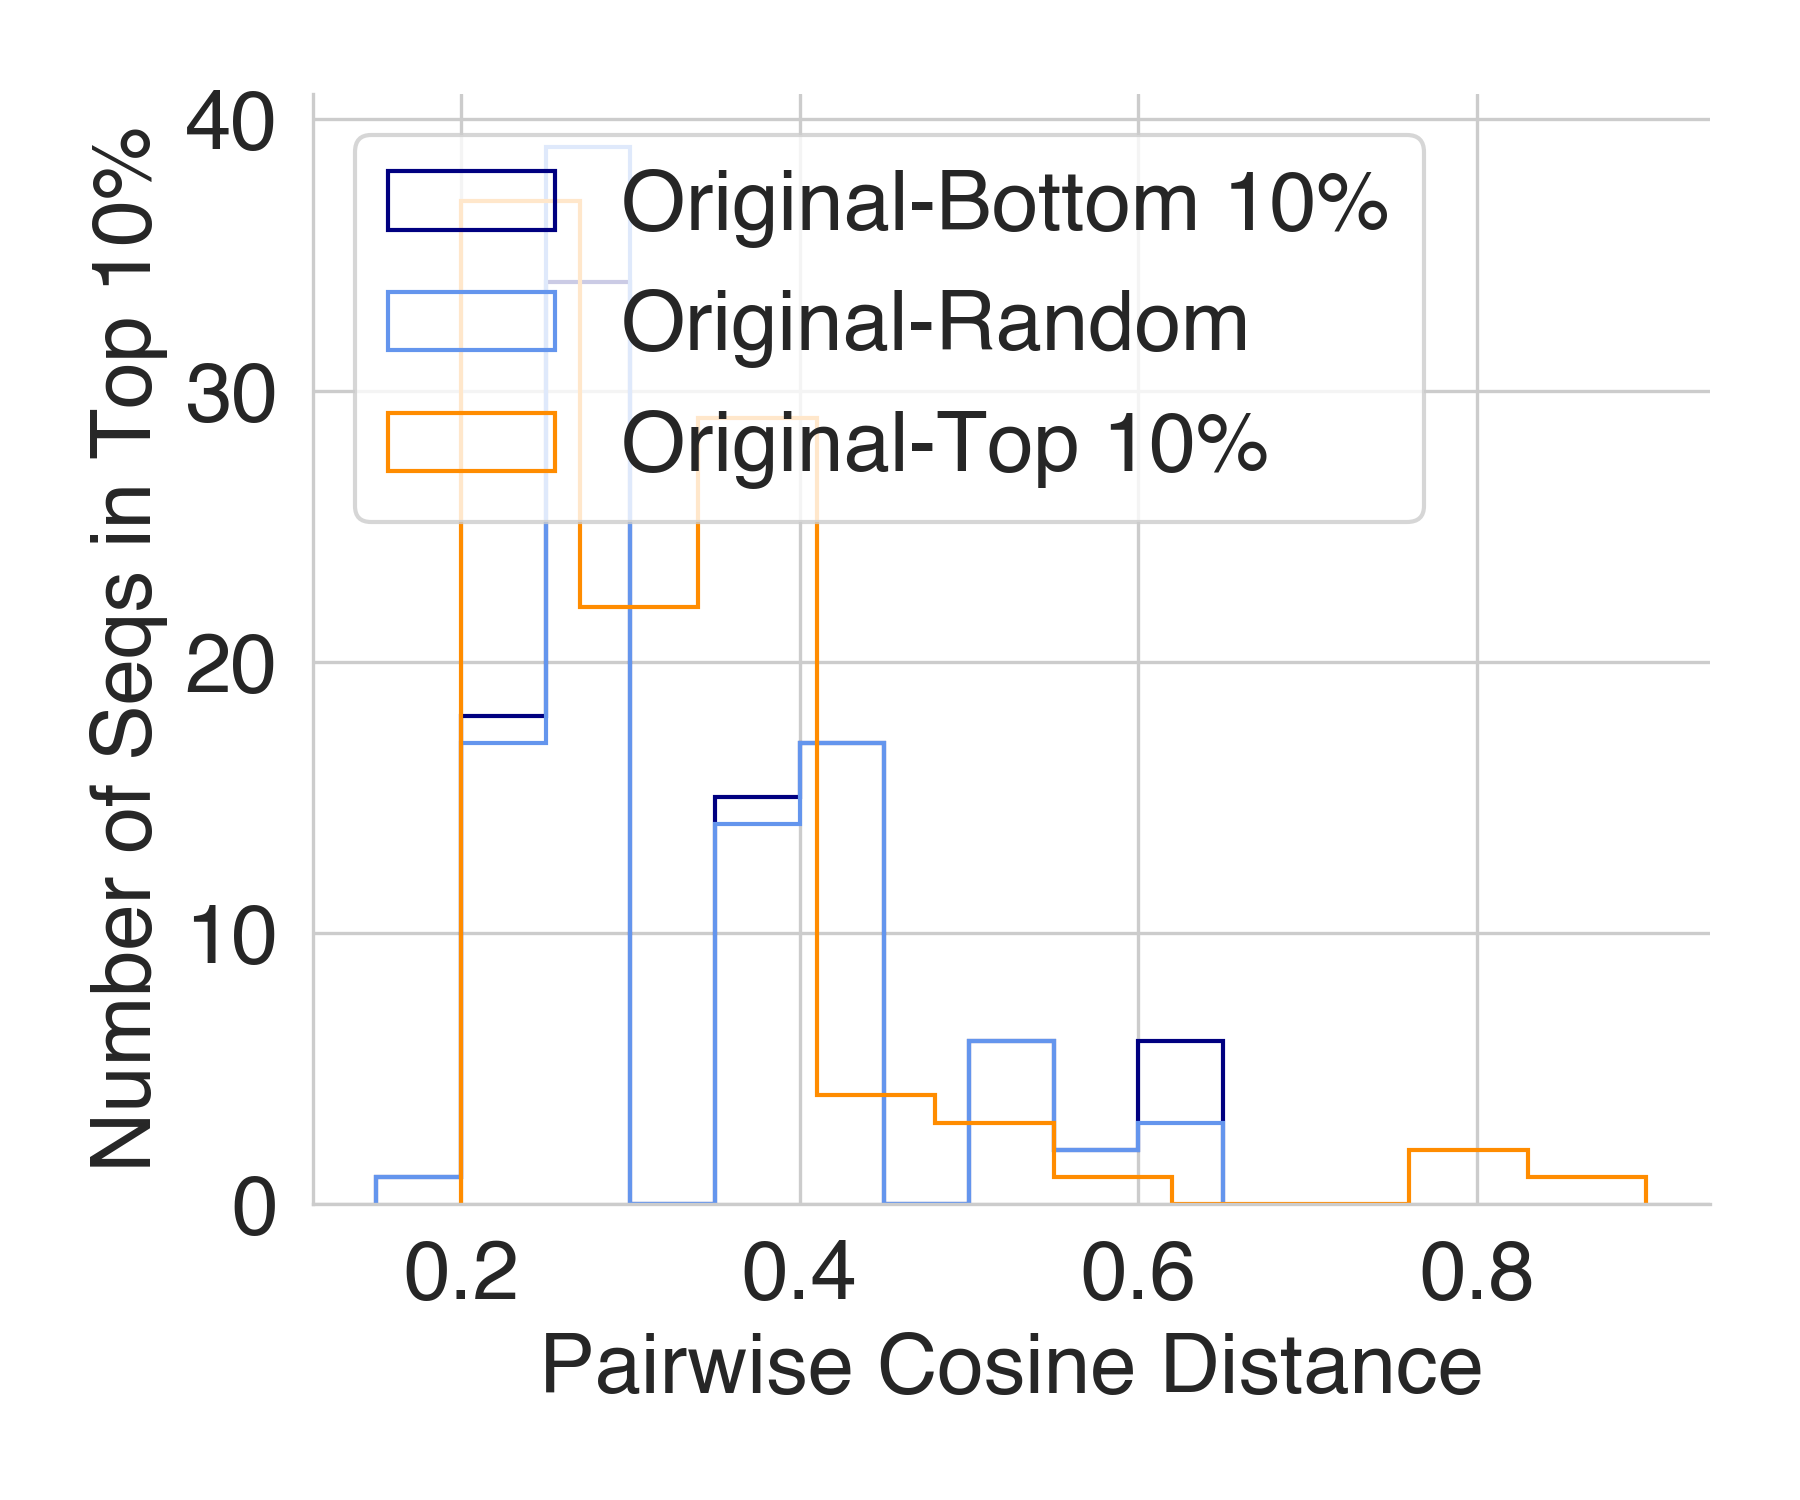 Number of Seqs in Top 10%
40
30
20
10
0
Original-Bottom 10%
Original-Random
Original-Top 10%
0.2 0.4 0.6 0.8
Pairwise Cosine Distance